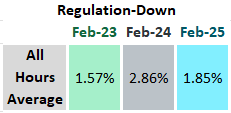 Regulation-Down
Feb-23 Feb-24 Feb-25
All
Hours
Average
1.57% 2.86% 1.85%